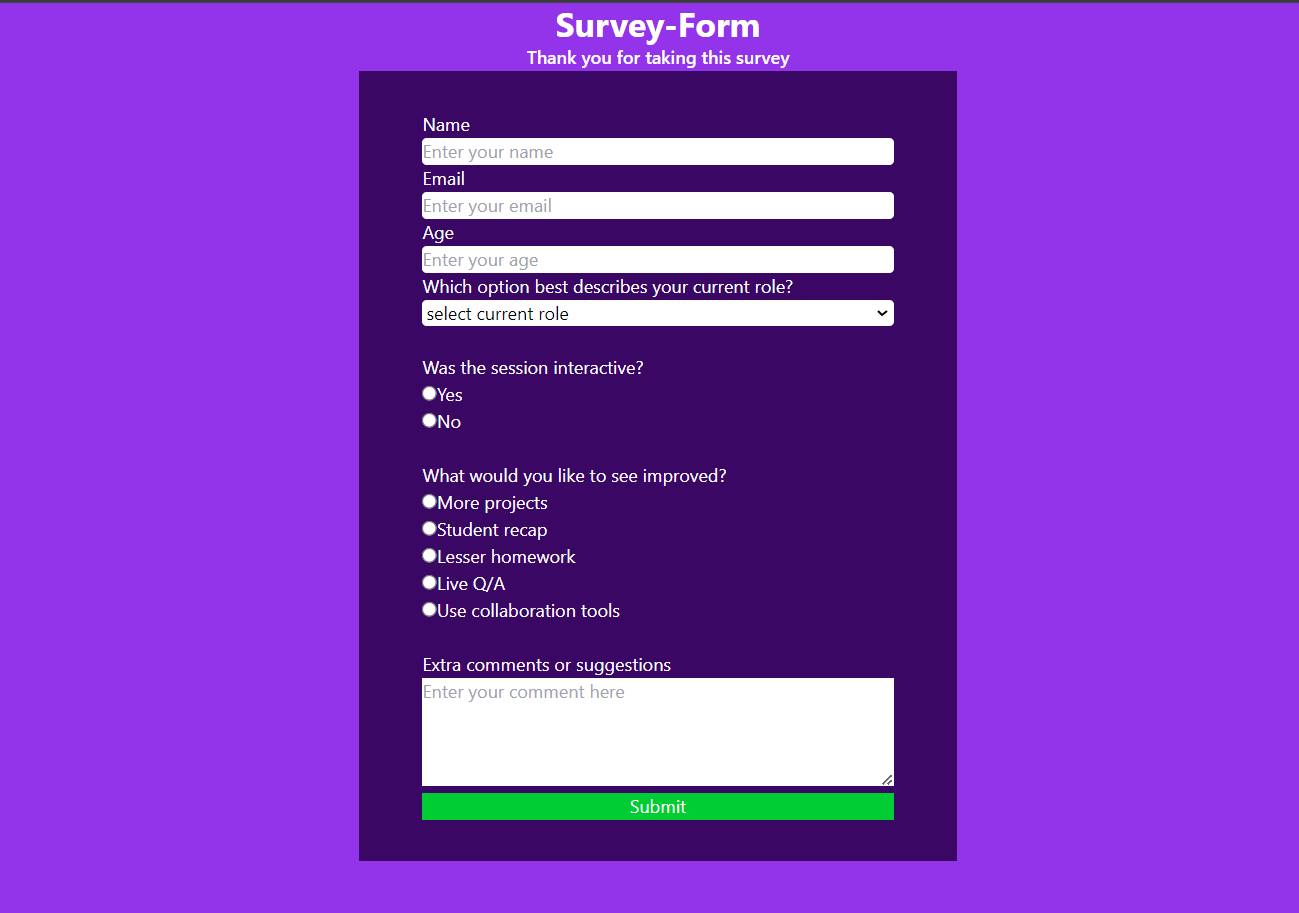 Survey-Form
Thank you for taking this survey
Name
Enter your name
Email
Enter your email
Age
Enter your age
Which option best describes your current role?
select current role
Was the session interactive?
Yes
No
What would you like to see improved?
More projects
Student recap
Lesser homework
Live Q/A
Use collaboration tools
Extra comments or suggestions
Enter your comment here
Submit